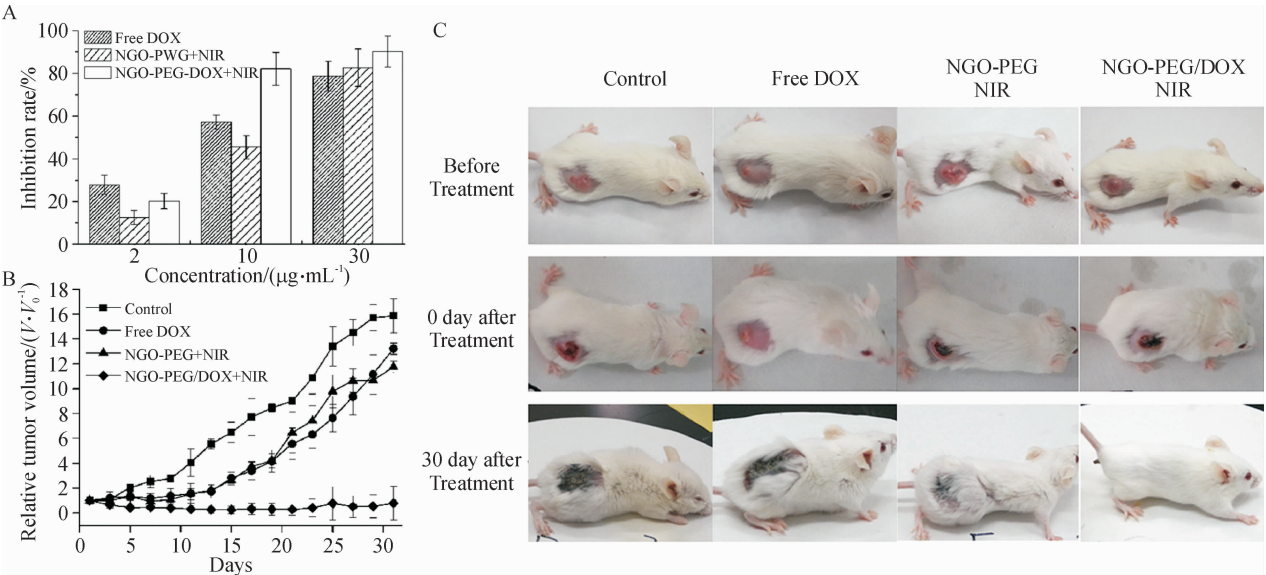 A
Inhibition rate/%
100
80
60
40
20
0
Free DOX
NGO-PWG+NIR
NGO-PEG-DOX+NIR
2 10 30
Concentration/(μg·mL⁻¹)
B
Relative tumor volume/(V·V₀⁻¹)
18
16
14
12
10
8
6
4
2
0
Control
Free DOX
NGO-PEG+NIR
NGO-PEG/DOX+NIR
0 5 10 15 20 25 30
Days
C
Control
Free DOX
NGO-PEG
NIR
NGO-PEG/DOX
NIR
Before
Treatment
0 day after
Treatment
30 day after
Treatment